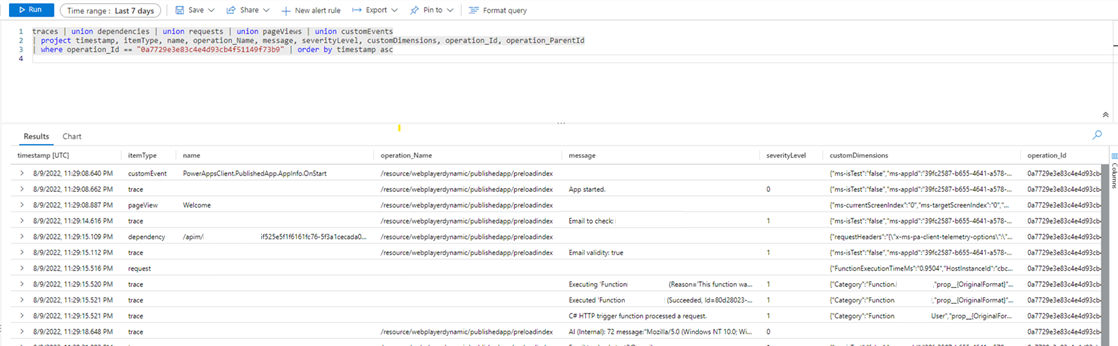 Run Time range : Last 7 days Save Share New alert rule Export Pin to Format query
1 traces | union dependencies | union requests | union pageViews | union customEvents
2 | project timestamp, itemType, name, operation_Name, message, severityLevel, customDimensions, operation_Id, operation_ParentId
3 | where operation_Id == "0a7729e3e83c4e4d93cb4f51149f73b9" | order by timestamp asc
4
Results Chart
Columns
timestamp [UTC] itemType name operation_Name message severityLevel customDimensions operation_Id
8/9/2022, 11:29:08.640 PM customEvent PowerAppsClient.PublishedApp.AppInfo.OnStart /resource/webplayerdynamic/publishedapp/preloadindex {"ms-isTest":"false","ms-appId":"39fc2587-b655-4641-a578-... 0a7729e3e83c4e4d93cb
8/9/2022, 11:29:08.662 PM trace /resource/webplayerdynamic/publishedapp/preloadindex App started. 0 {"ms-isTest":"false","ms-appId":"39fc2587-b655-4641-a578-... 0a7729e3e83c4e4d93cb
8/9/2022, 11:29:08.887 PM pageView Welcome /resource/webplayerdynamic/publishedapp/preloadindex {"ms-currentScreenIndex":"0","ms-targetScreenIndex":"0",... 0a7729e3e83c4e4d93cb
8/9/2022, 11:29:14.616 PM trace /resource/webplayerdynamic/publishedapp/preloadindex Email to check: 1 {"ms-isTest":"false","ms-appId":"39fc2587-b655-4641-a578-... 0a7729e3e83c4e4d93cb
8/9/2022, 11:29:15.109 PM dependency /apim/ if525e5f1f6161fc76-5f3a1cecada0... /resource/webplayerdynamic/publishedapp/preloadindex {"requestHeaders":"{\"x-ms-pa-client-telemetry-options\":\"... 0a7729e3e83c4e4d93cb
8/9/2022, 11:29:15.112 PM trace /resource/webplayerdynamic/publishedapp/preloadindex Email validity: true 1 {"ms-isTest":"false","ms-appId":"39fc2587-b655-4641-a578-... 0a7729e3e83c4e4d93cb
8/9/2022, 11:29:15.516 PM request {"FunctionExecutionTimeMs":"0.9504","HostInstanceId":"cbc... 0a7729e3e83c4e4d93cb
8/9/2022, 11:29:15.520 PM trace Executing 'Function (Reason='This function wa... 1 {"Category":"Function. ,"prop__{OriginalFormat}"... 0a7729e3e83c4e4d93cb
8/9/2022, 11:29:15.521 PM trace Executed 'Function (Succeeded, Id=80d28023-... 1 {"Category":"Function ,"prop__{OriginalFormat}"... 0a7729e3e83c4e4d93cb
8/9/2022, 11:29:15.521 PM trace C# HTTP trigger function processed a request. 1 {"Category":"Function User","prop__{OriginalFor... 0a7729e3e83c4e4d93cb
8/9/2022, 11:29:18.648 PM trace /resource/webplayerdynamic/publishedapp/preloadindex AI (Internal): 72 message:"Mozilla/5.0 (Windows NT 10.0; Wi... 0 0a7729e3e83c4e4d93cb